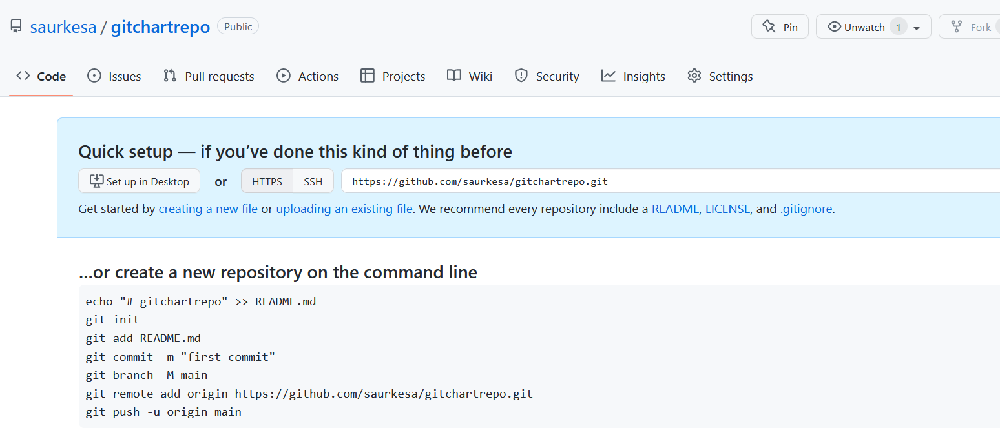 saurkesa / gitchartrepo Public Pin Unwatch 1 Fork
Code Issues Pull requests Actions Projects Wiki Security Insights Settings
Quick setup — if you’ve done this kind of thing before
Set up in Desktop or HTTPS SSH https://github.com/saurkesa/gitchartrepo.git
Get started by creating a new file or uploading an existing file. We recommend every repository include a README, LICENSE, and .gitignore.
…or create a new repository on the command line
echo "# gitchartrepo" >> README.md
git init
git add README.md
git commit -m "first commit"
git branch -M main
git remote add origin https://github.com/saurkesa/gitchartrepo.git
git push -u origin main